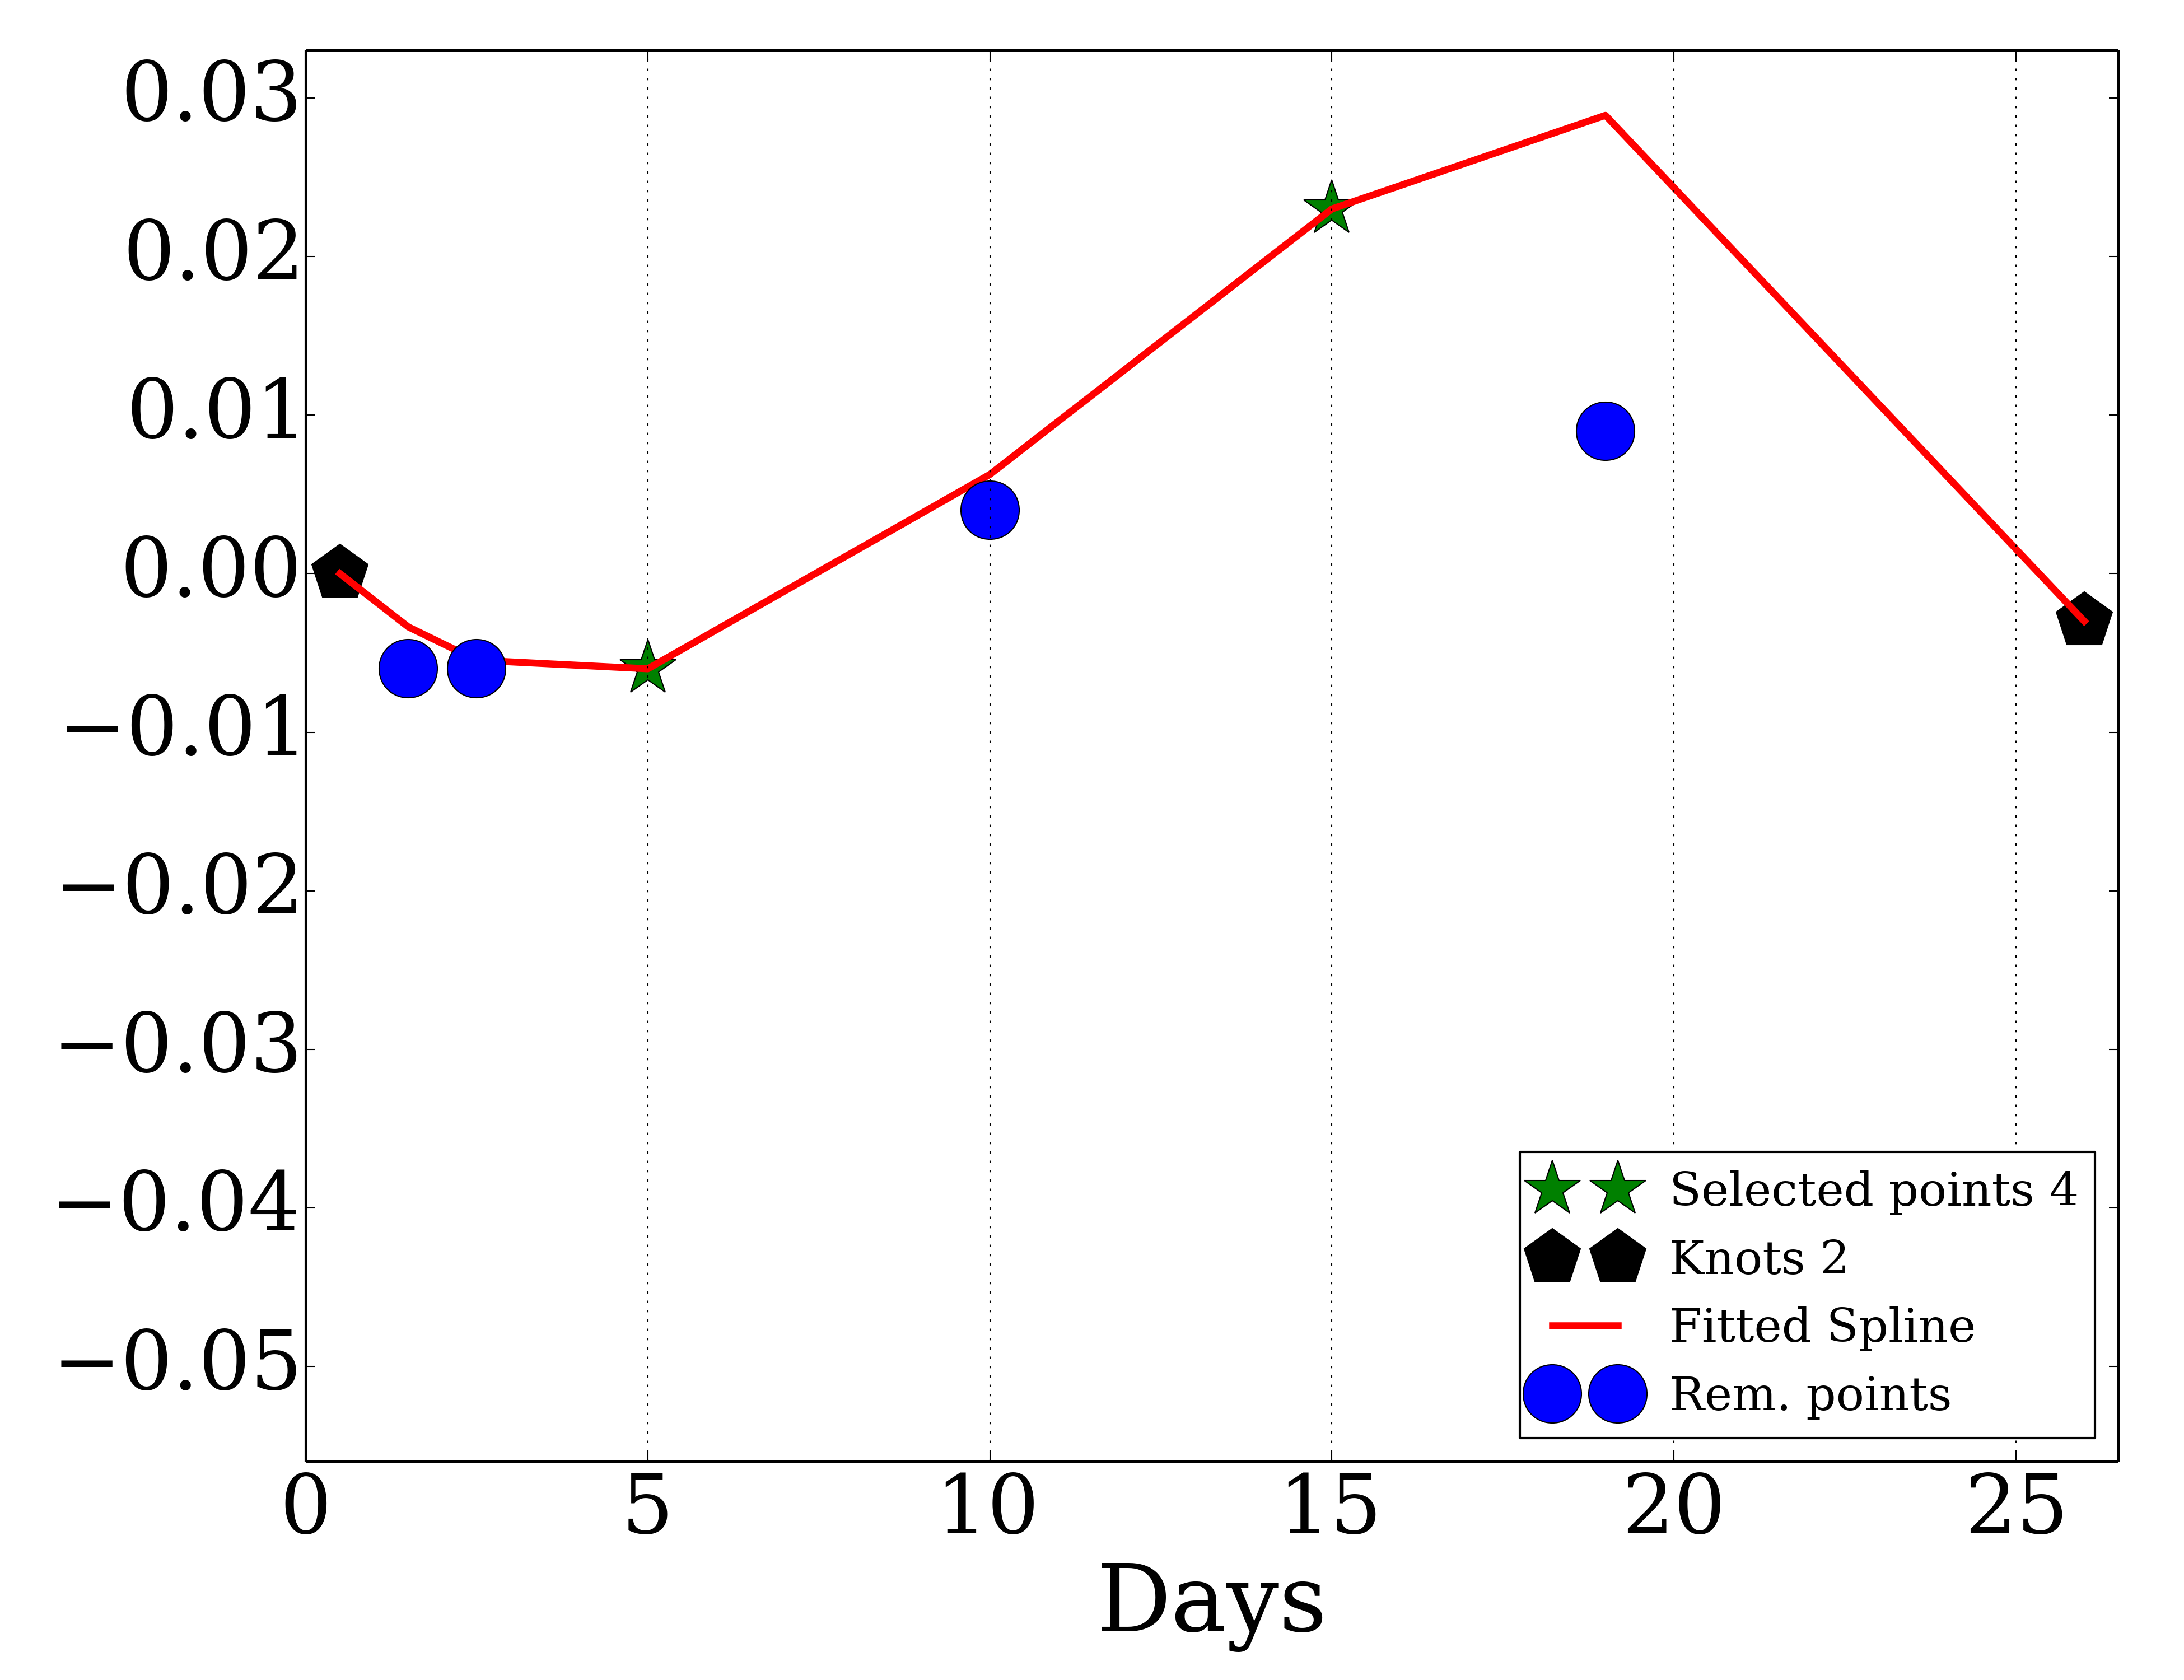 0.03
0.02
0.01
0.00
−0.01
−0.02
−0.03
−0.04
−0.05
0 5 10 15 20 25
Days
Selected points 4
Knots 2
Fitted Spline
Rem. points